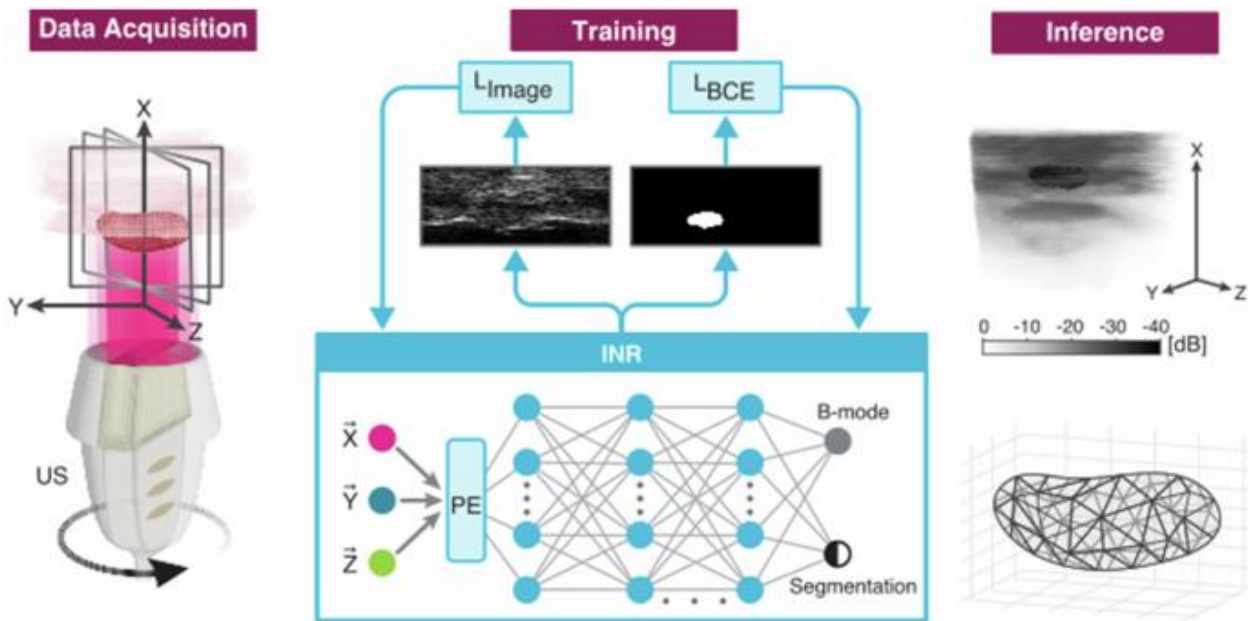 Data Acquisition
Training
Inference
X
Y
Z
US
LImage
LBCE
INR
X
Y
Z
PE
B-mode
Segmentation
X
Y
Z
0 -10 -20 -30 -40
[dB]